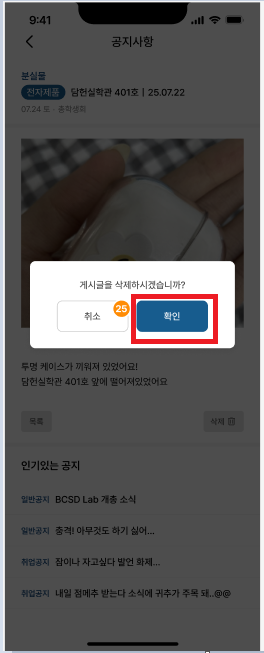 9:41
공지사항
분실물
전자제품 담헌실학관 401호 | 25.07.22
07.24 토 · 총학생회
게시글을 삭제하시겠습니까?
취소
25
확인
투명 케이스가 끼워져 있었어요!
담헌실학관 401호 앞에 떨어져있었어요
목록
삭제
인기있는 공지
일반공지 BCSD Lab 개총 소식
일반공지 충격! 아무것도 하기 싫어...
취업공지 잠이나 자고싶다 발언 화제...
취업공지 내일 점메추 받는다 소식에 귀추가 주목 돼..@@